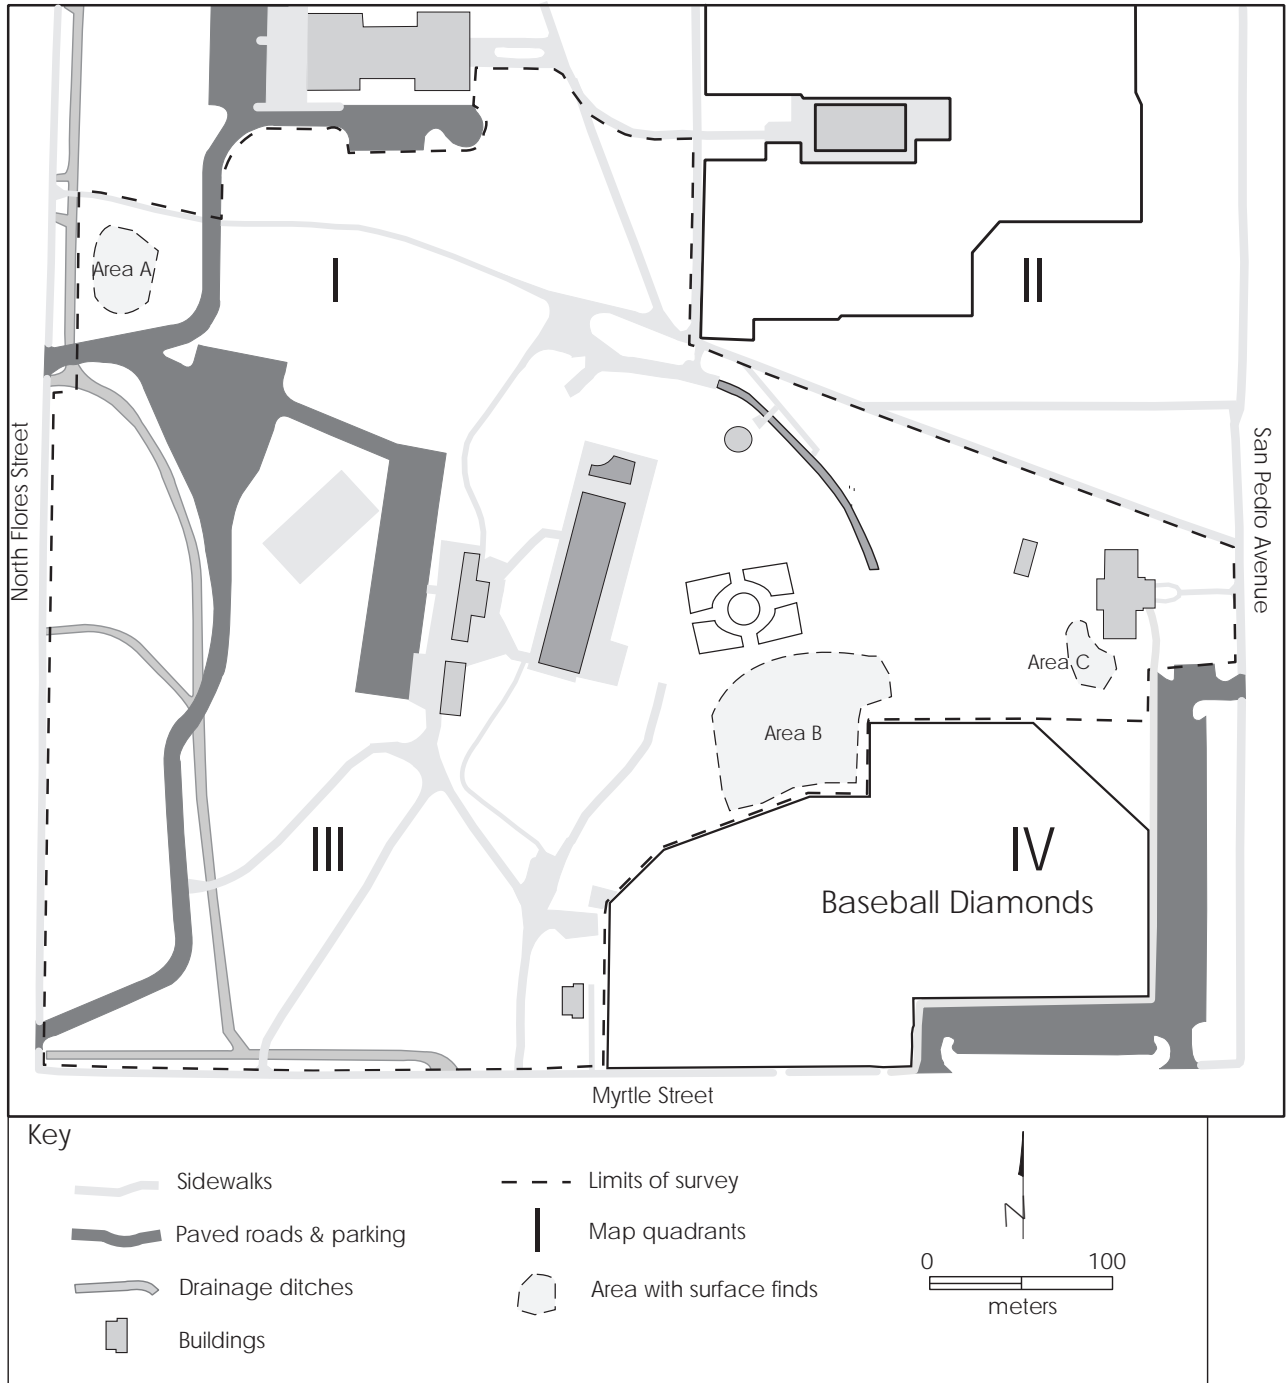 I
II
Area A
North Flores Street
San Pedro Avenue
Area C
Area B
III
IV
Baseball Diamonds
Myrtle Street
Key
Sidewalks
Paved roads & parking
Drainage ditches
Buildings
Limits of survey
Map quadrants
Area with surface finds
N
0 100
meters